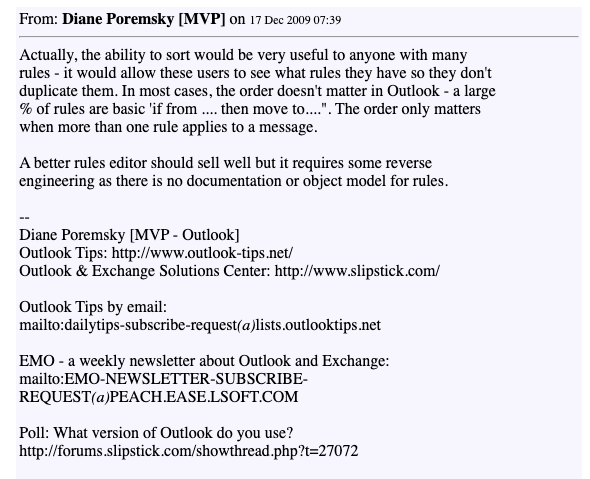 From: Diane Poremsky [MVP] on 17 Dec 2009 07:39
Actually, the ability to sort would be very useful to anyone with many
rules - it would allow these users to see what rules they have so they don't
duplicate them. In most cases, the order doesn't matter in Outlook - a large
% of rules are basic 'if from .... then move to....". The order only matters
when more than one rule applies to a message.
A better rules editor should sell well but it requires some reverse
engineering as there is no documentation or object model for rules.
--
Diane Poremsky [MVP - Outlook]
Outlook Tips: http://www.outlook-tips.net/
Outlook & Exchange Solutions Center: http://www.slipstick.com/
Outlook Tips by email:
mailto:dailytips-subscribe-request(a)lists.outlooktips.net
EMO - a weekly newsletter about Outlook and Exchange:
mailto:EMO-NEWSLETTER-SUBSCRIBE-
REQUEST(a)PEACH.EASE.LSOFT.COM
Poll: What version of Outlook do you use?
http://forums.slipstick.com/showthread.php?t=27072